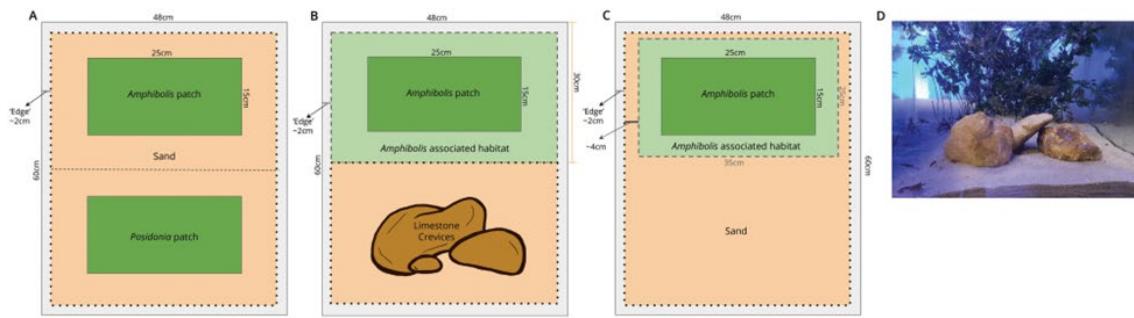 A
48cm
25cm
Amphibolis patch
15cm
'Edge'
~2cm
Sand
60cm
Posidonia patch
B
48cm
25cm
Amphibolis patch
15cm
30cm
'Edge'
~2cm
Amphibolis associated habitat
60cm
Limestone
Crevices
C
48cm
25cm
Amphibolis patch
15cm
25cm
'Edge'
~2cm
~4cm
Amphibolis associated habitat
35cm
60cm
Sand
D